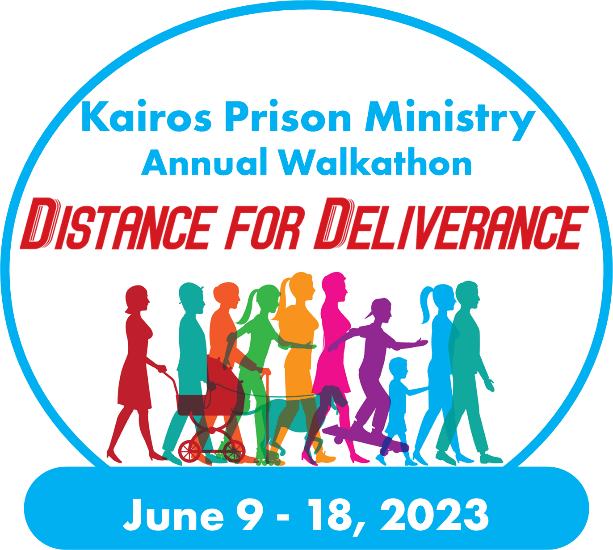 Kairos Prison Ministry
Annual Walkathon
Distance for Deliverance
June 9 - 18, 2023